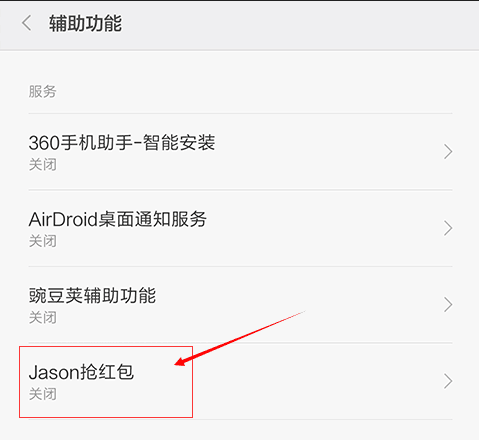 辅助功能
服务
360手机助手-智能安装
关闭
AirDroid桌面通知服务
关闭
豌豆荚辅助功能
关闭
Jason抢红包
关闭